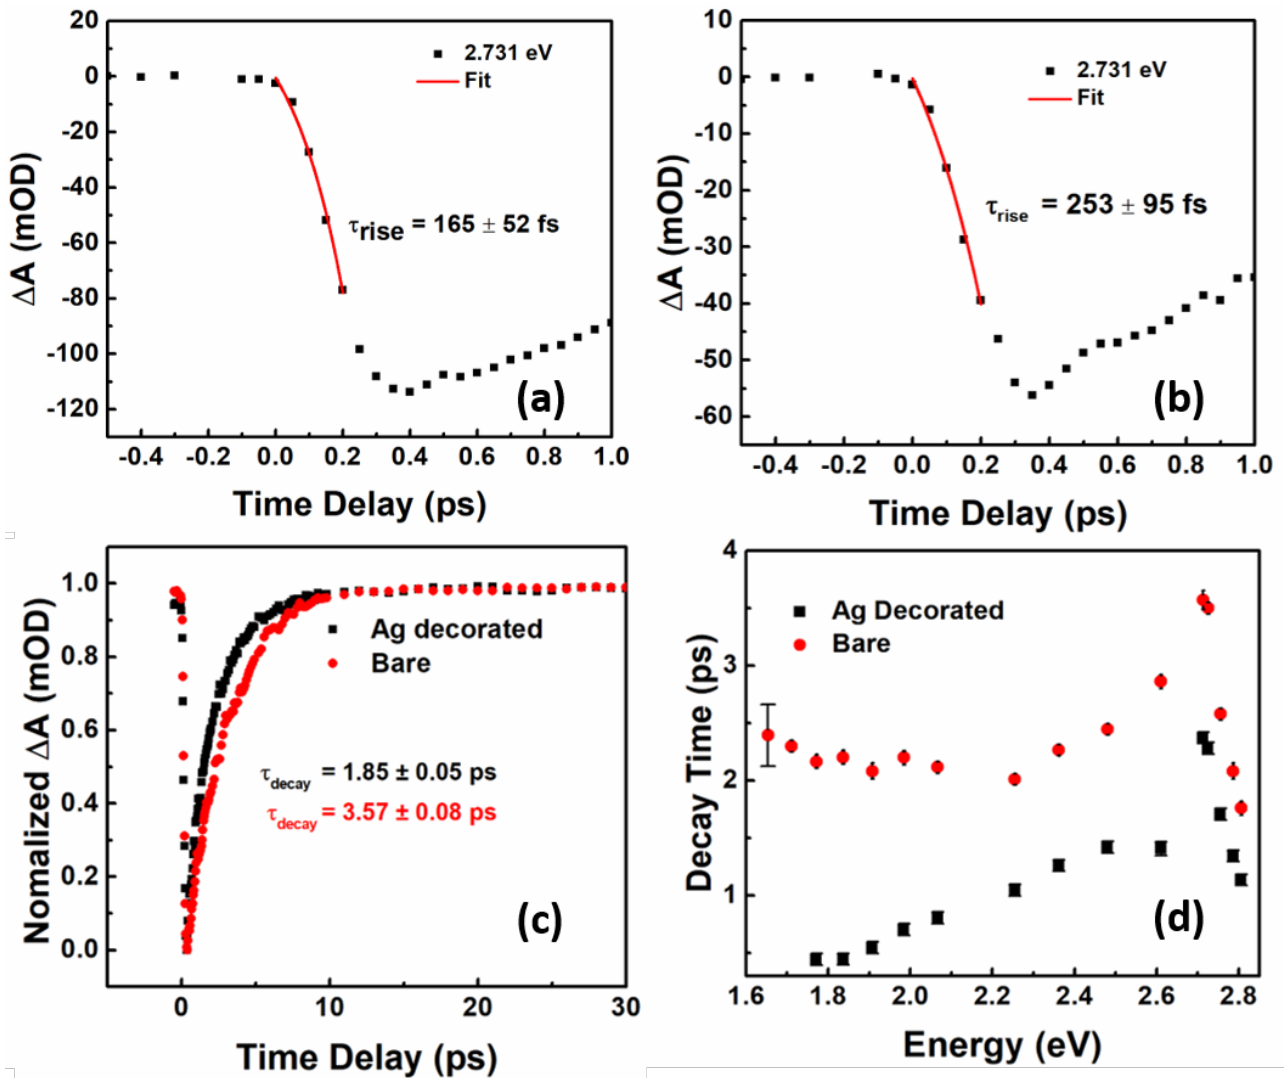 20
0
-20
-40
-60
-80
-100
-120
ΔA (mOD)
2.731 eV
Fit
τrise = 165 ± 52 fs
(a)
-0.4 -0.2 0.0 0.2 0.4 0.6 0.8 1.0
Time Delay (ps)
10
0
-10
-20
-30
-40
-50
-60
ΔA (mOD)
2.731 eV
Fit
τrise = 253 ± 95 fs
(b)
-0.4 -0.2 0.0 0.2 0.4 0.6 0.8 1.0
Time Delay (ps)
1.0
0.8
0.6
0.4
0.2
0.0
Nomalized ΔA (mOD)
Ag decorated
Bare
τdecay = 1.85 ± 0.05 ps
τdecay = 3.57 ± 0.08 ps
(c)
0 10 20 30
Time Delay (ps)
4
3
2
1
Decay Time (ps)
Ag Decorated
Bare
(d)
1.6 1.8 2.0 2.2 2.4 2.6 2.8
Energy (eV)